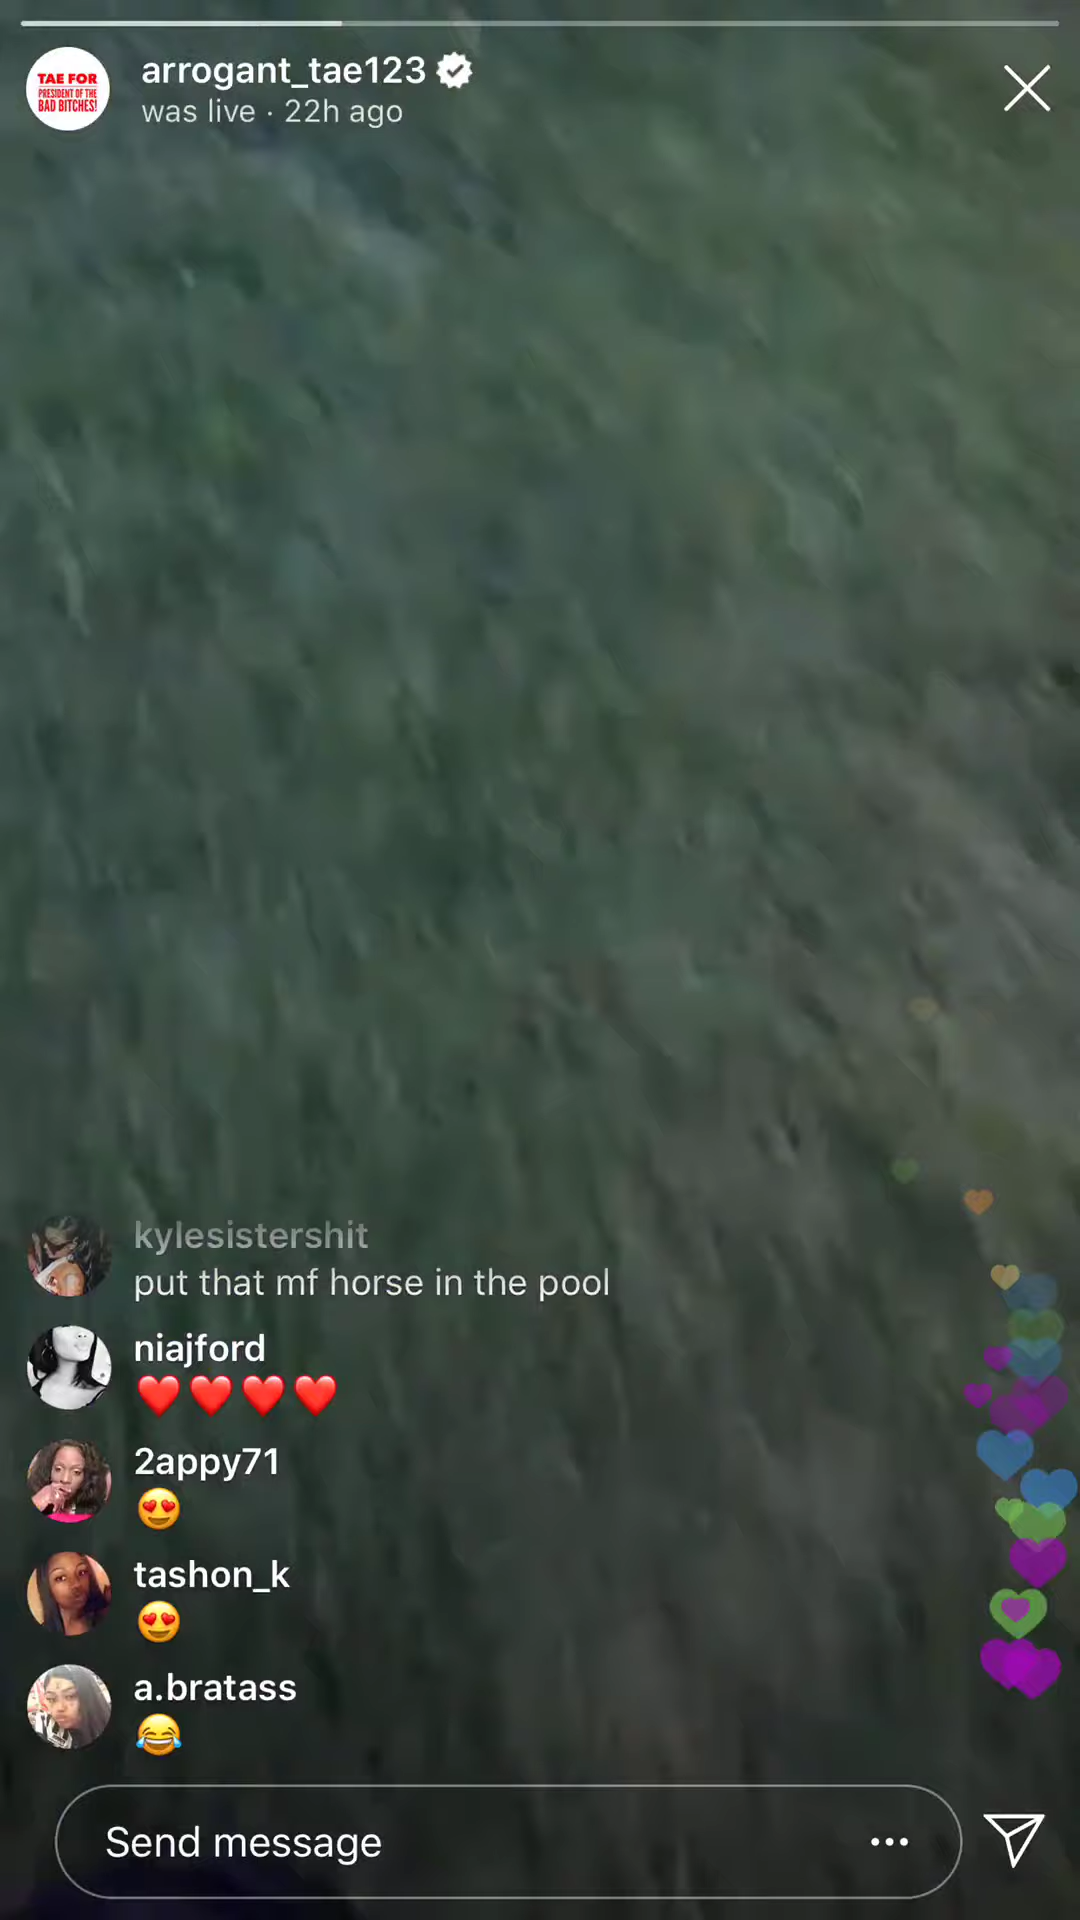 TAE FOR
PRESIDENT OF THE
BAD BITCHES!
arrogant_tae123
was live · 22h ago
kylesistershit
put that mf horse in the pool
niajford
❤️❤️❤️❤️
2appy71
😍
tashon_k
😍
a.bratass
😂
Send message